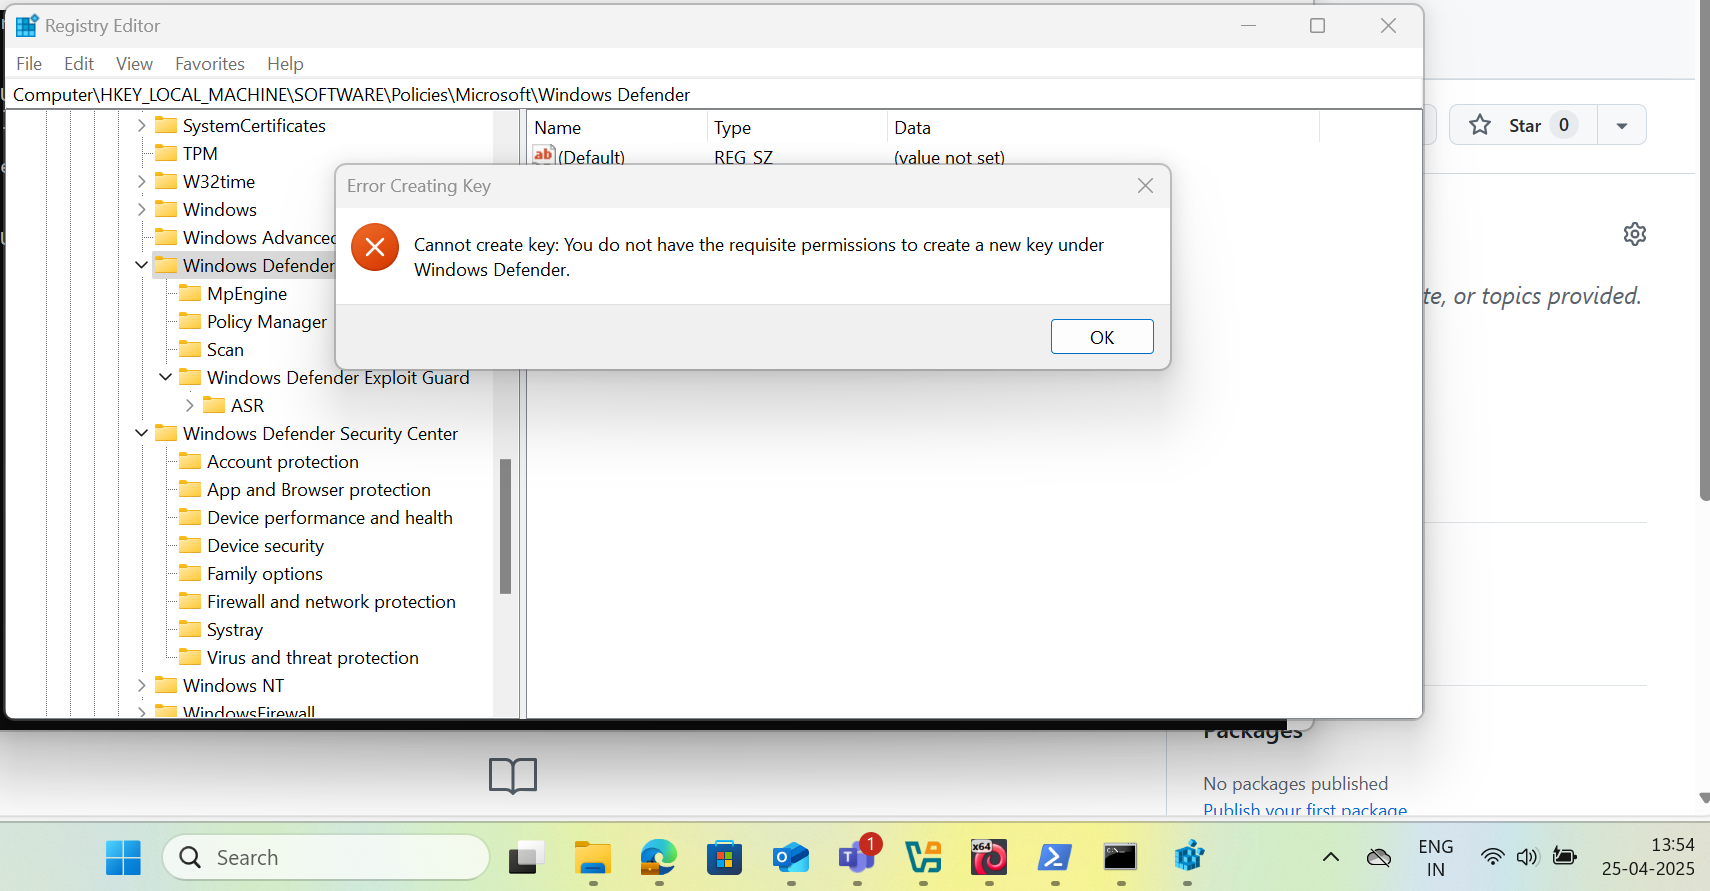 Registry Editor
File Edit View Favorites Help
Computer\HKEY_LOCAL_MACHINE\SOFTWARE\Policies\Microsoft\Windows Defender
SystemCertificates
TPM
W32time
Windows
Windows Advanced
Windows Defender
MpEngine
Policy Manager
Scan
Windows Defender Exploit Guard
ASR
Windows Defender Security Center
Account protection
App and Browser protection
Device performance and health
Device security
Family options
Firewall and network protection
Systray
Virus and threat protection
Windows NT
WindowsFirewall
Name Type Data
ab (Default) REG_SZ (value not set)
Error Creating Key
Cannot create key: You do not have the requisite permissions to create a new key under
Windows Defender.
OK
Star 0
or topics provided.
Packages
No packages published
Publish your first package
Search
1
x64
ENG
IN
13:54
25-04-2025